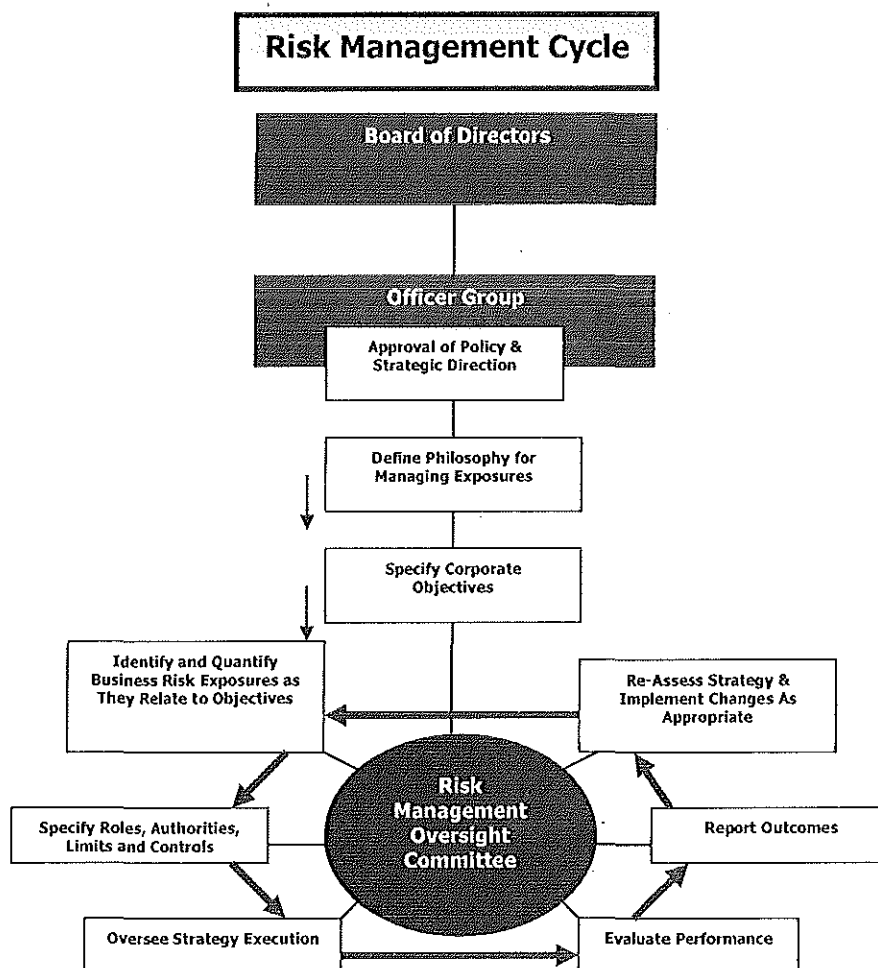 Risk Management Cycle
Board of Directors
Officer Group
Approval of Policy &
Strategic Direction
Define Philosophy for
Managing Exposures
Specify Corporate
Objectives
Identify and Quantify
Business Risk Exposures as
They Relate to Objectives
Re-Assess Strategy &
Implement Changes As
Appropriate
Risk
Management
Oversight
Committee
Specify Roles, Authorities,
Limits and Controls
Report Outcomes
Oversee Strategy Execution
Evaluate Performance